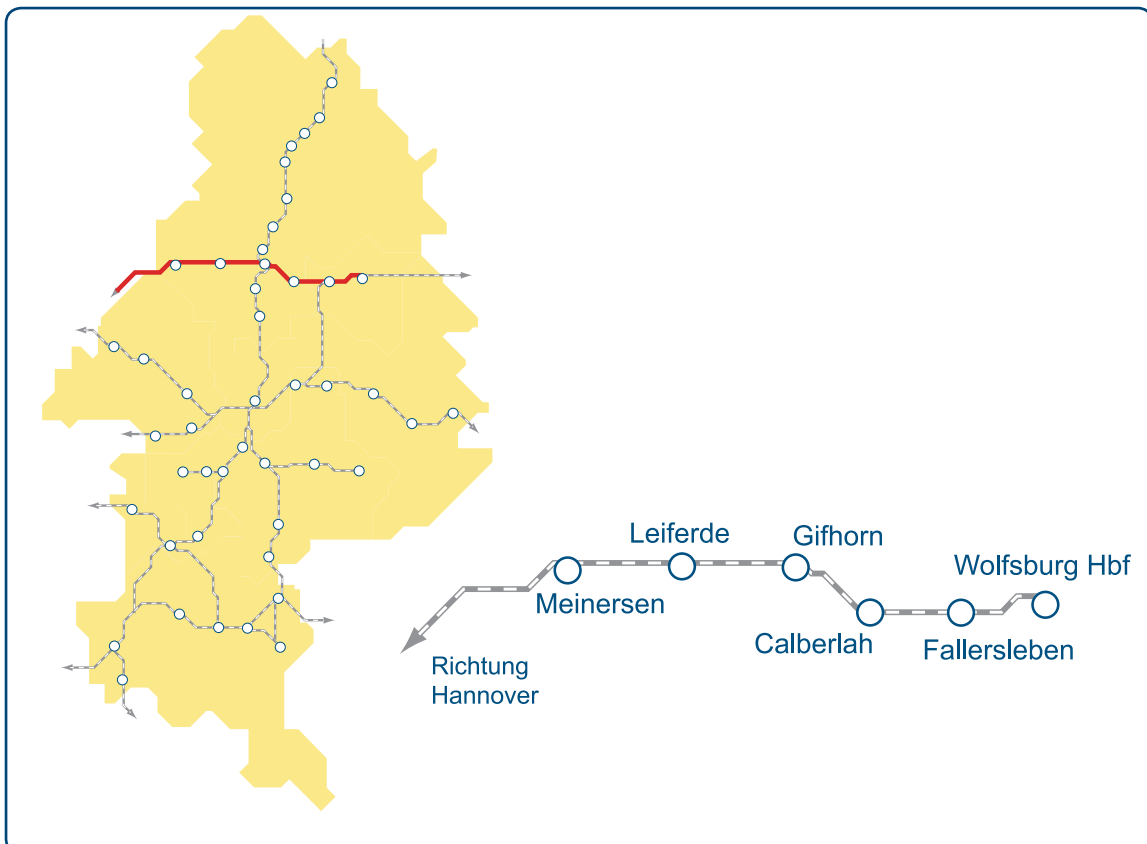 Leiferde
Gifhorn
Wolfsburg Hbf
Meinersen
Calberlah
Fallersleben
Richtung
Hannover